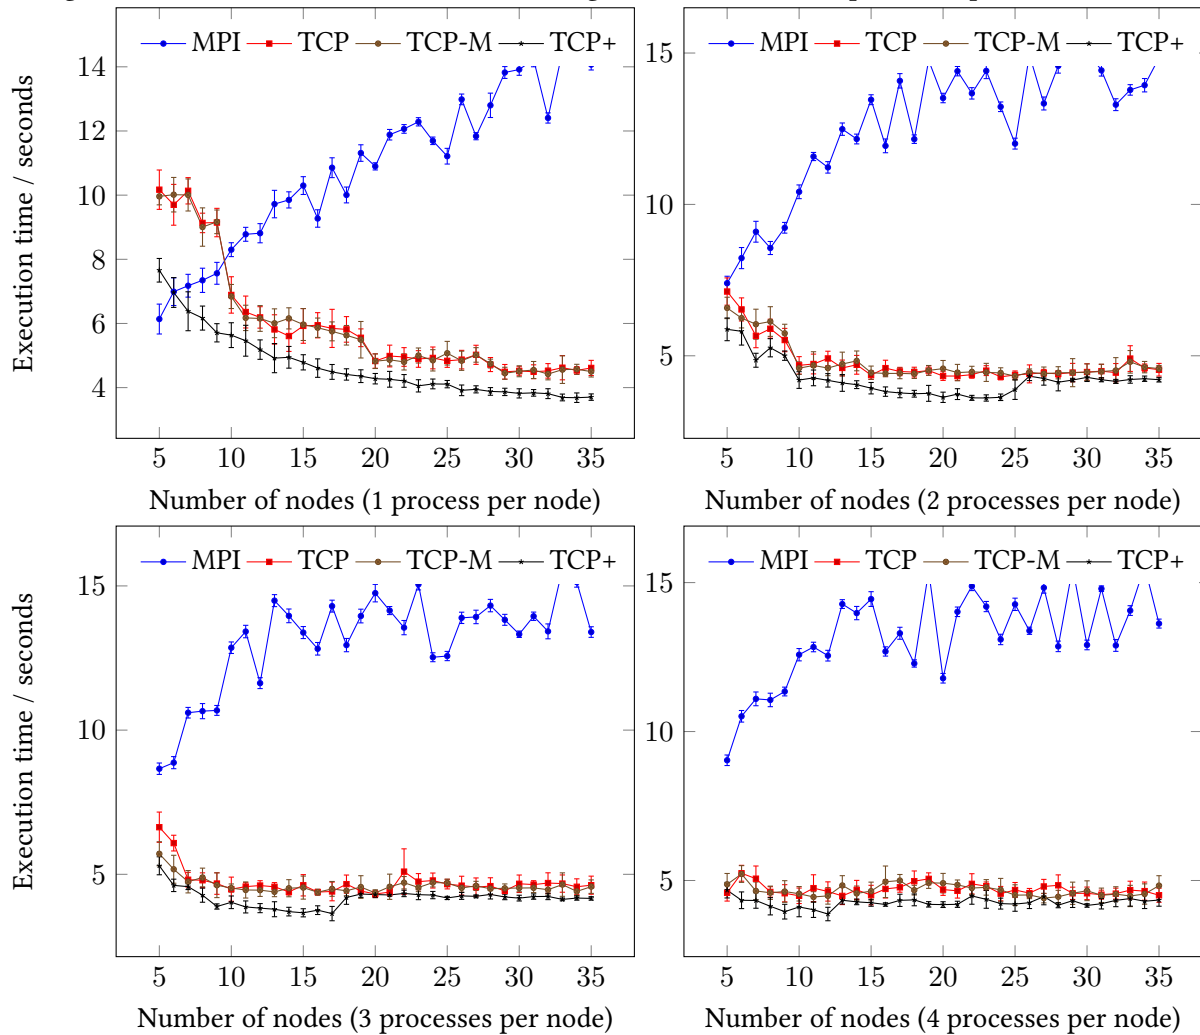 MPI TCP TCP-M TCP+
14
12
10
8
6
4
5 10 15 20 25 30 35
Execution time / seconds
Number of nodes (1 process per node)
MPI TCP TCP-M TCP+
15
10
5
5 10 15 20 25 30 35
Number of nodes (2 processes per node)
MPI TCP TCP-M TCP+
15
10
5
5 10 15 20 25 30 35
Execution time / seconds
Number of nodes (3 processes per node)
MPI TCP TCP-M TCP+
15
10
5
5 10 15 20 25 30 35
Number of nodes (4 processes per node)